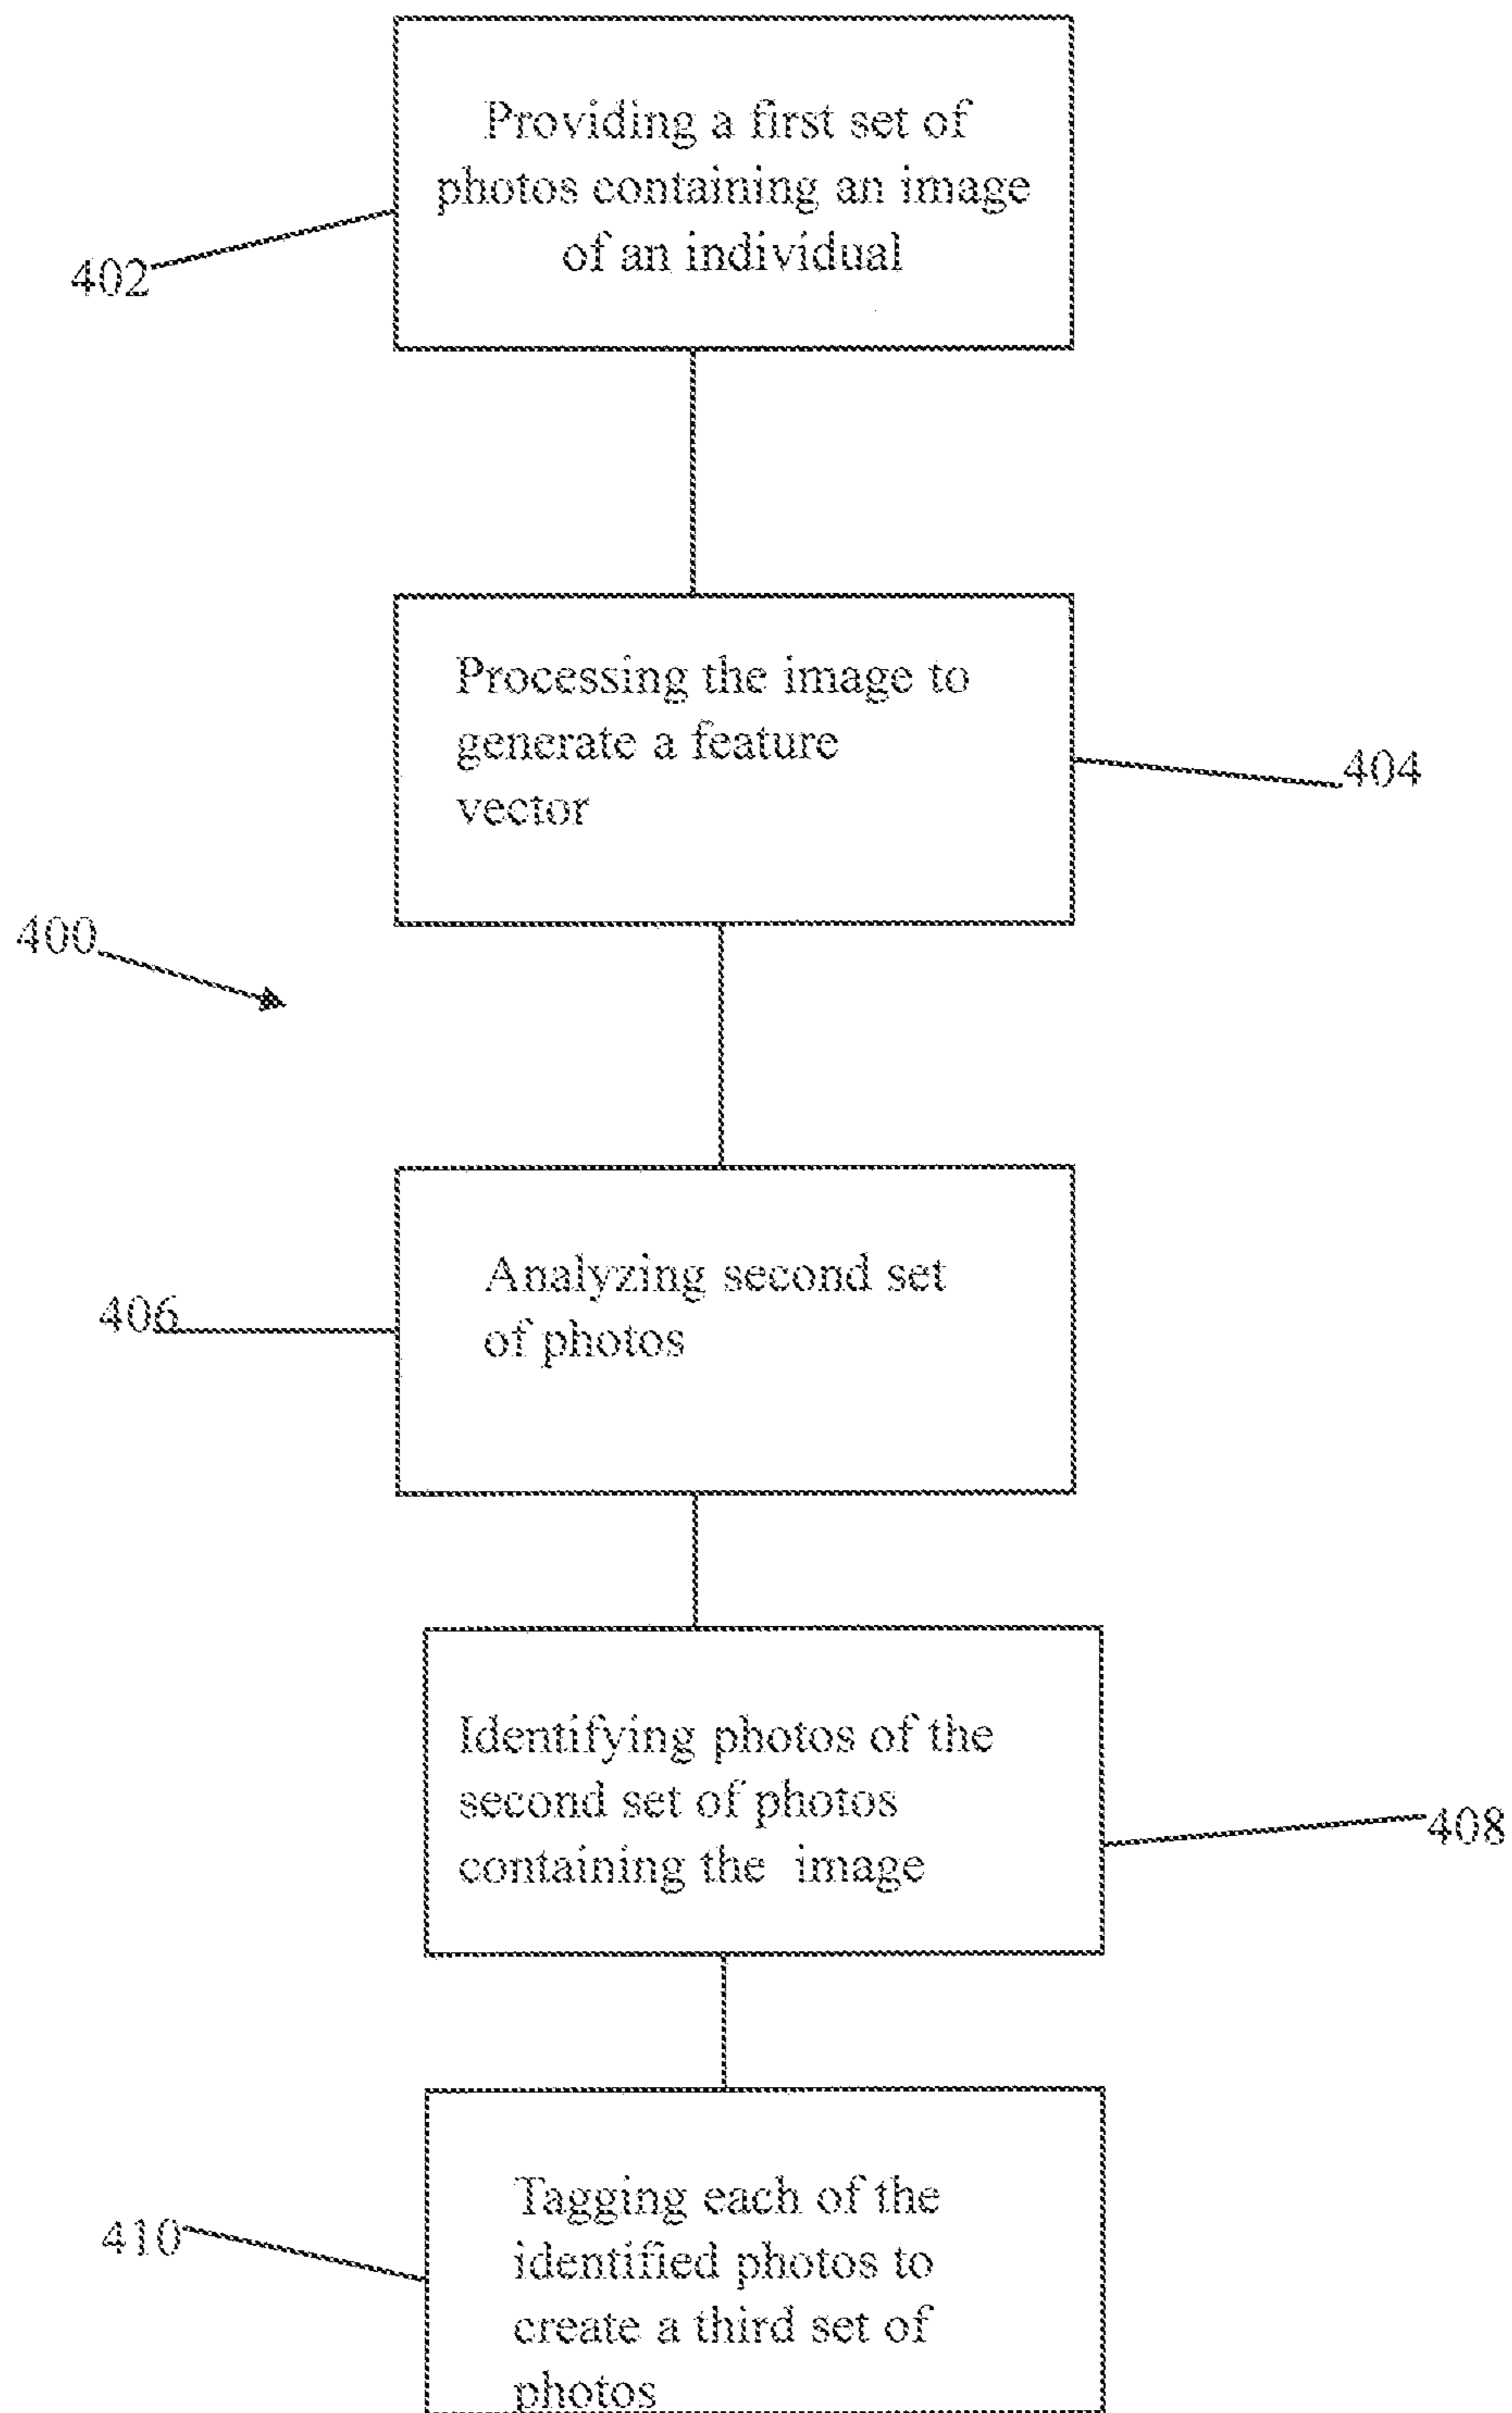 Providing a first set of
photos containing an image
of an individual
402
Processing the image to
generate a feature
vector
404
400
Analyzing second set
of photos
406
Identifying photos of the
second set of photos
containing the image
408
Tagging each of the
identified photos to
create a third set of
photos
410